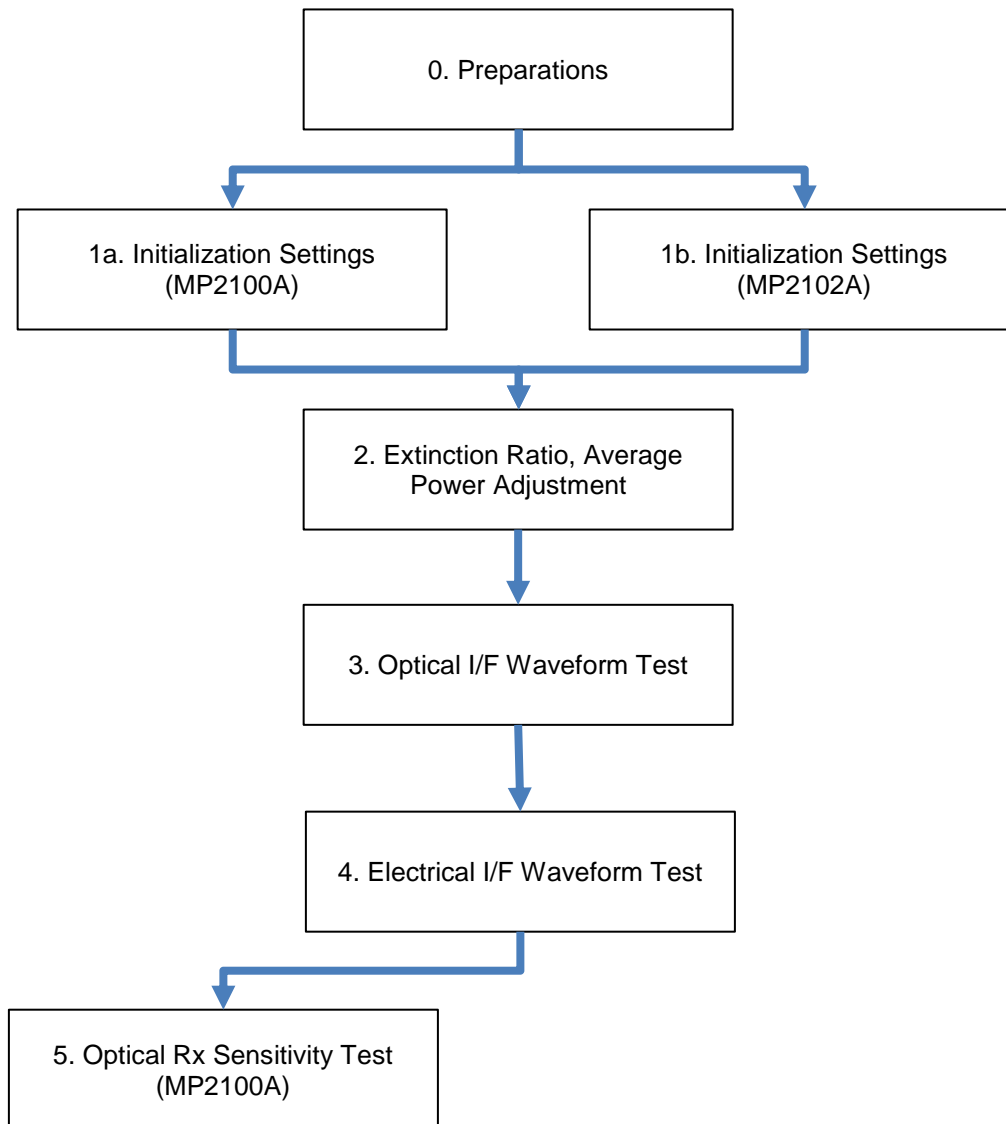 0. Preparations
1a. Initialization Settings
(MP2100A)
1b. Initialization Settings
(MP2102A)
2. Extinction Ratio, Average
Power Adjustment
3. Optical I/F Waveform Test
4. Electrical I/F Waveform Test
5. Optical Rx Sensitivity Test
(MP2100A)